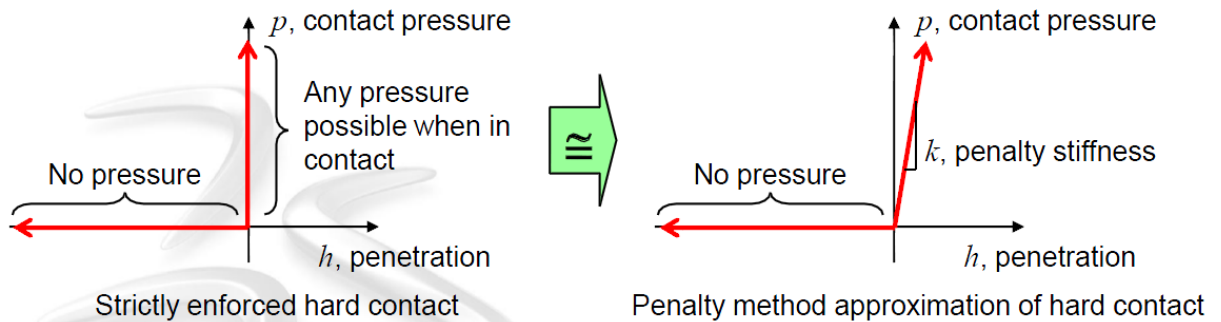 p, contact pressure
Any pressure
possible when in
contact
No pressure
h, penetration
Strictly enforced hard contact
≅
p, contact pressure
k, penalty stiffness
No pressure
h, penetration
Penalty method approximation of hard contact